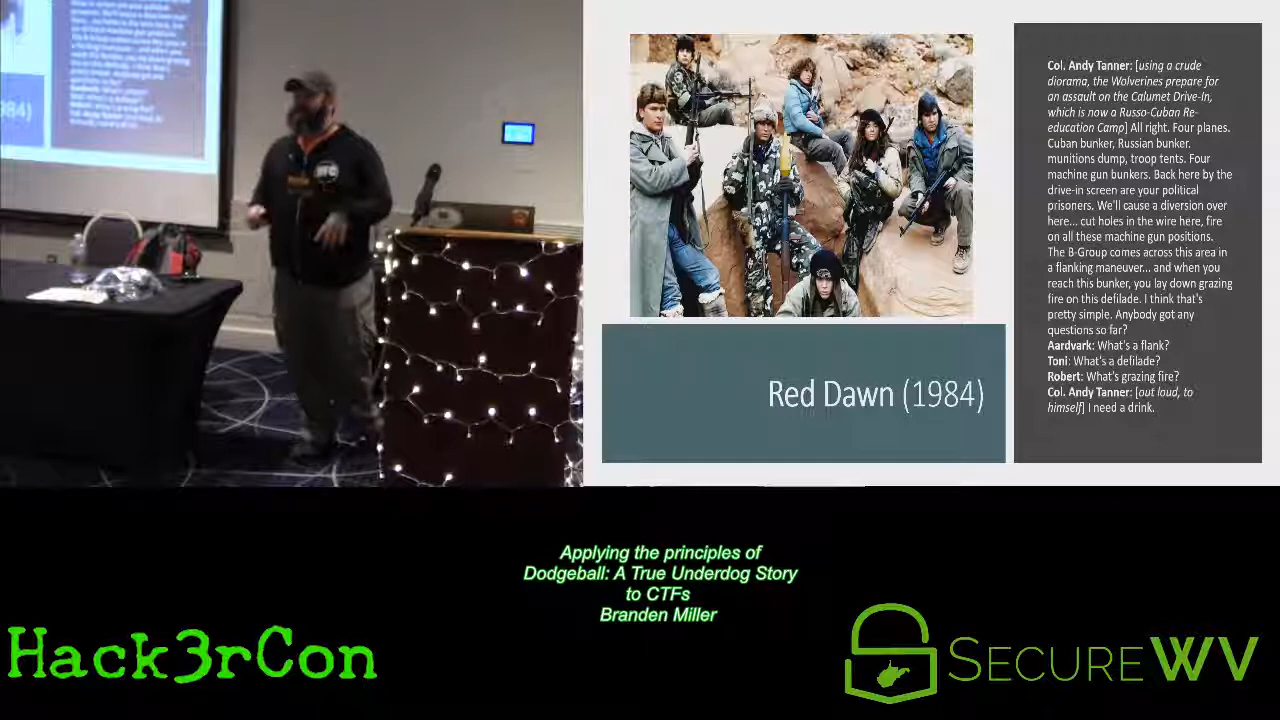 Col. Andy Tanner: [using a crude
diorama, the Wolverines prepare for
an assault on the Calumet Drive-In,
which is now a Russo-Cuban Re-
education Camp] All right. Four planes.
Cuban bunker, Russian bunker.
munitions dump, troop tents. Four
machine gun bunkers. Back here by the
drive-in screen are your political
prisoners. We'll cause a diversion over
here... cut holes in the wire here, fire
on all these machine gun positions.
The B-Group comes across this area in
a flanking maneuver... and when you
reach this bunker, you lay down grazing
fire on this defilade. I think that's
pretty simple. Anybody got any
questions so far?
Aardvark: What's a flank?
Toni: What's a defilade?
Robert: What's grazing fire?
Col. Andy Tanner: [out loud, to
himself] I need a drink.
Red Dawn (1984)
Applying the principles of
Dodgeball: A True Underdog Story
to CTFs
Branden Miller
Hack3rCon
SECUREWV